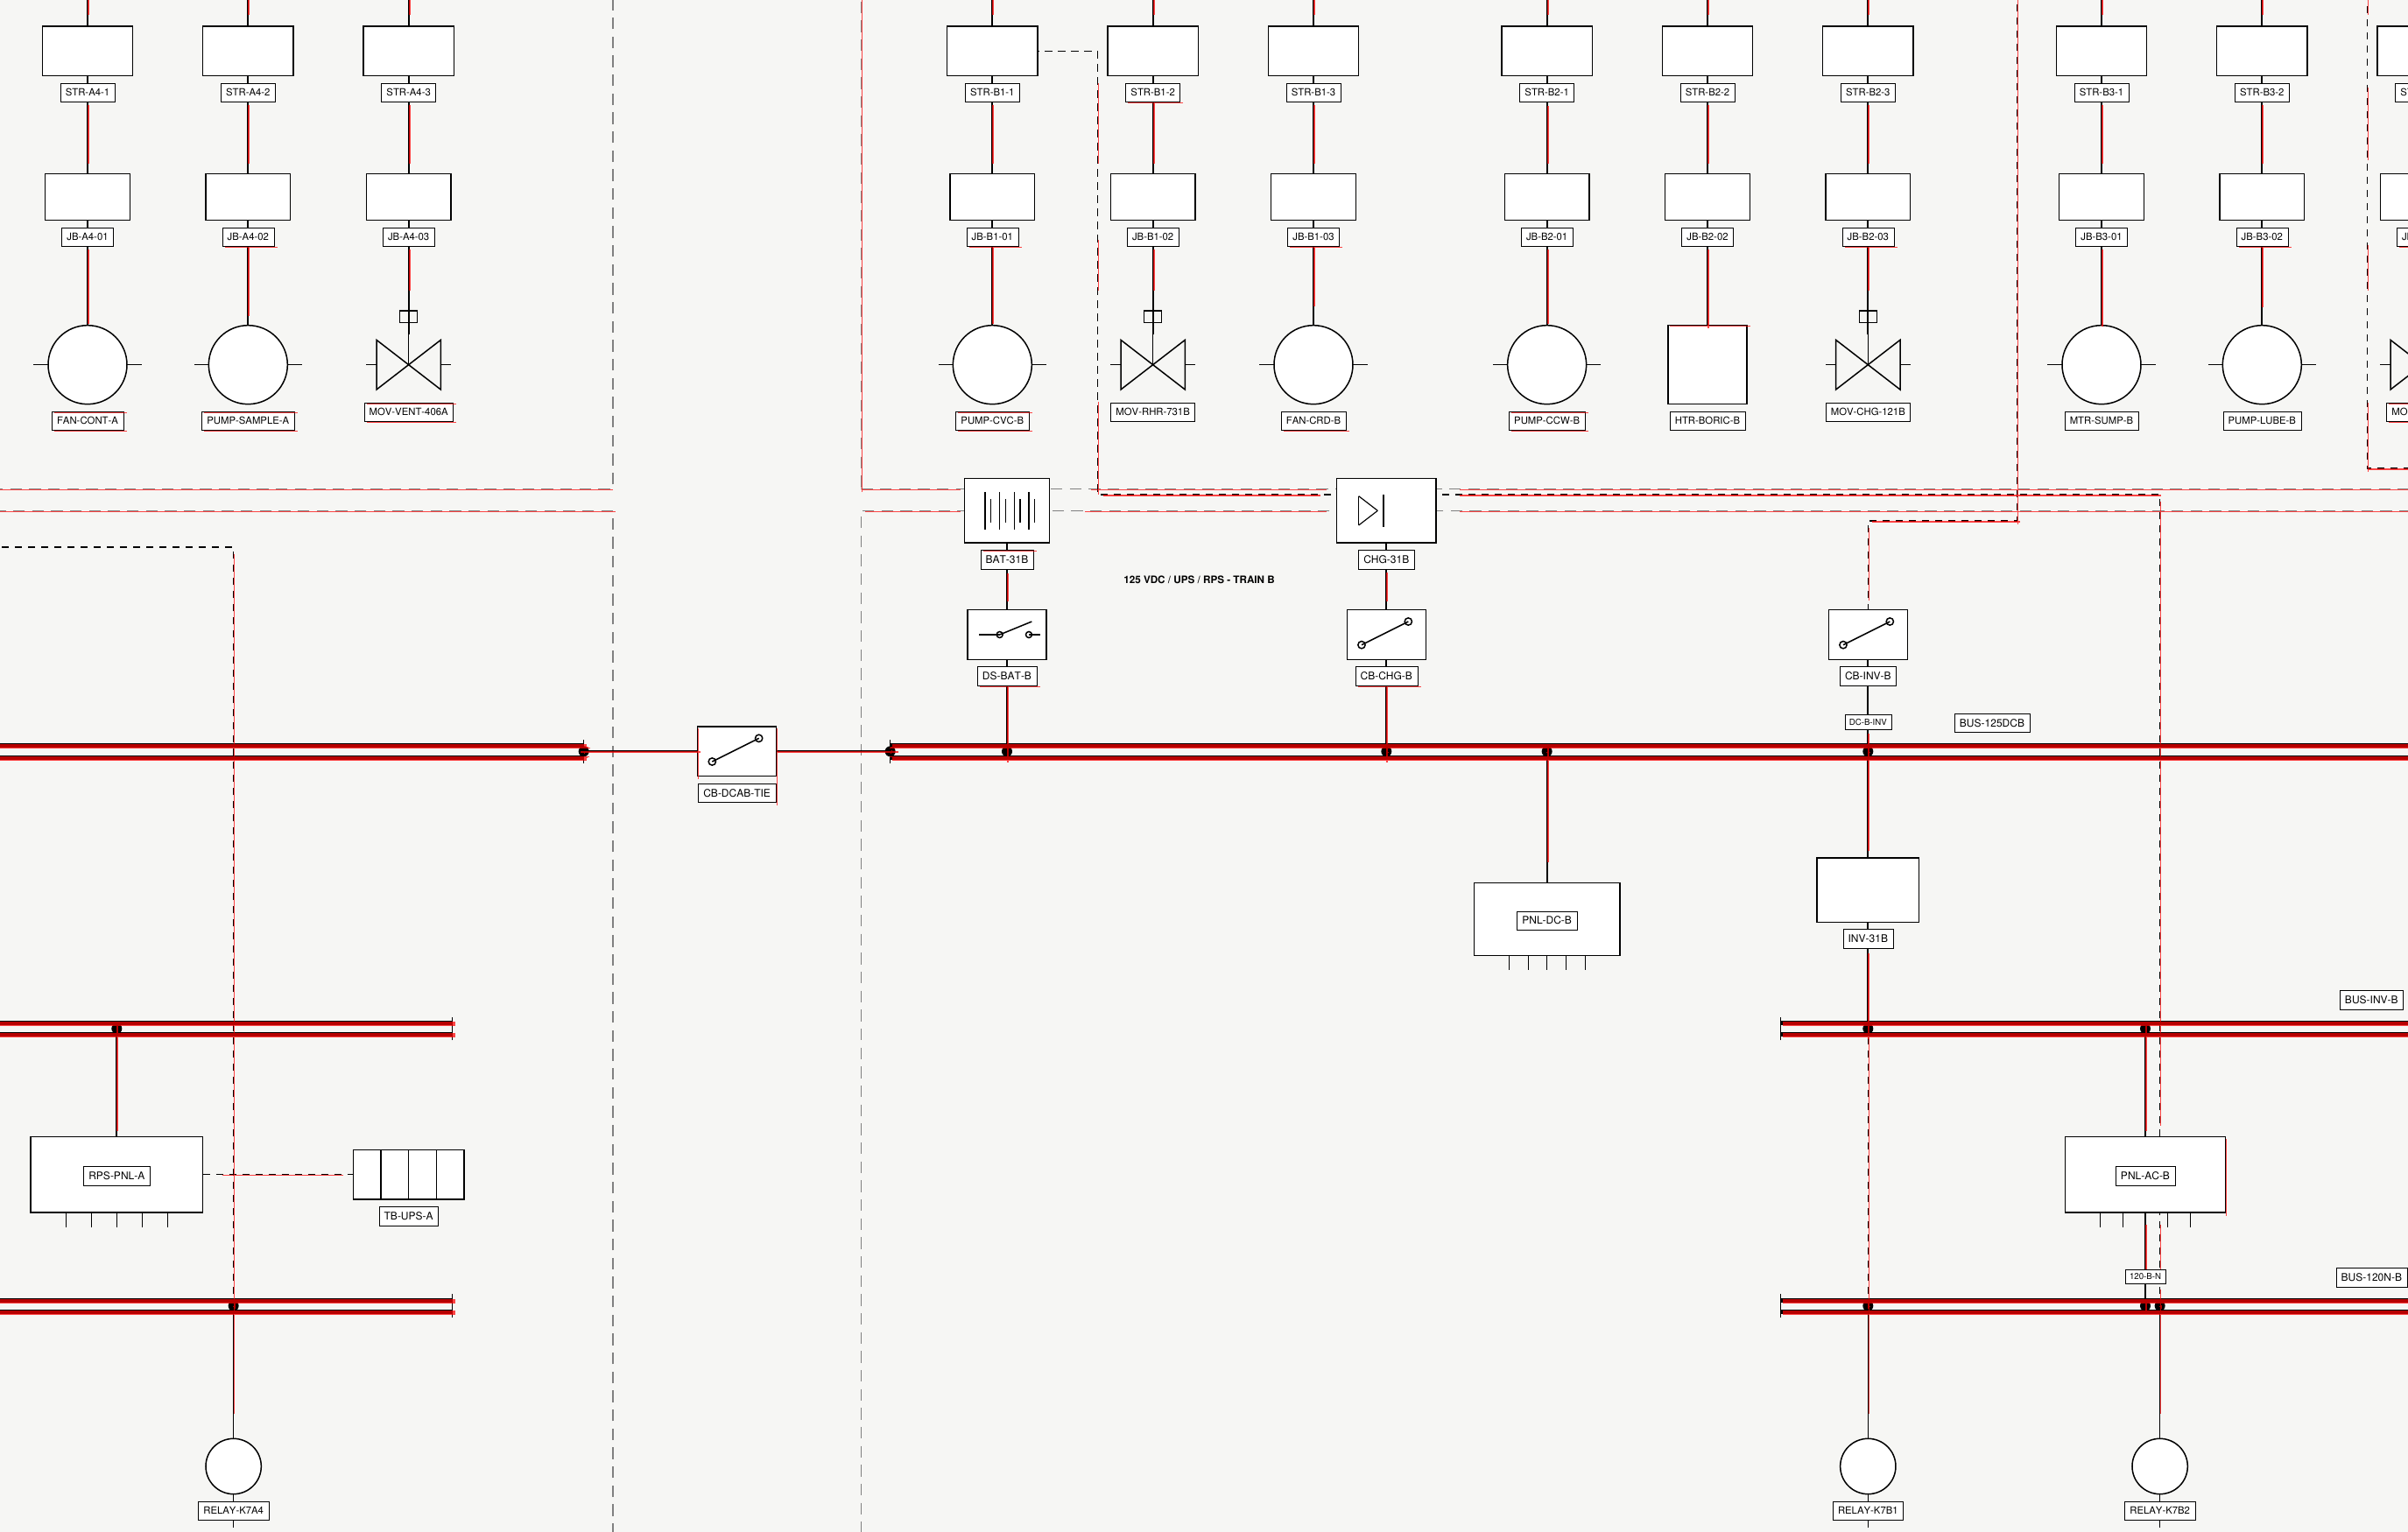 STR-A4-1
STR-A4-2
STR-A4-3
STR-B1-1
STR-B1-2
STR-B1-3
STR-B2-1
STR-B2-2
STR-B2-3
STR-B3-1
STR-B3-2
JB-A4-01
JB-A4-02
JB-A4-03
JB-B1-01
JB-B1-02
JB-B1-03
JB-B2-01
JB-B2-02
JB-B2-03
JB-B3-01
JB-B3-02
FAN-CONT-A
PUMP-SAMPLE-A
MOV-VENT-406A
PUMP-CVC-B
MOV-RHR-731B
FAN-CRD-B
PUMP-CCW-B
HTR-BORIC-B
MOV-CHG-121B
MTR-SUMP-B
PUMP-LUBE-B
MO
BAT-31B
CHG-31B
125 VDC / UPS / RPS - TRAIN B
DS-BAT-B
CB-CHG-B
CB-INV-B
DC-B-INV
BUS-125DCB
CB-DCAB-TIE
PNL-DC-B
INV-31B
BUS-INV-B
RPS-PNL-A
TB-UPS-A
PNL-AC-B
120-B-N
BUS-120N-B
RELAY-K7A4
RELAY-K7B1
RELAY-K7B2